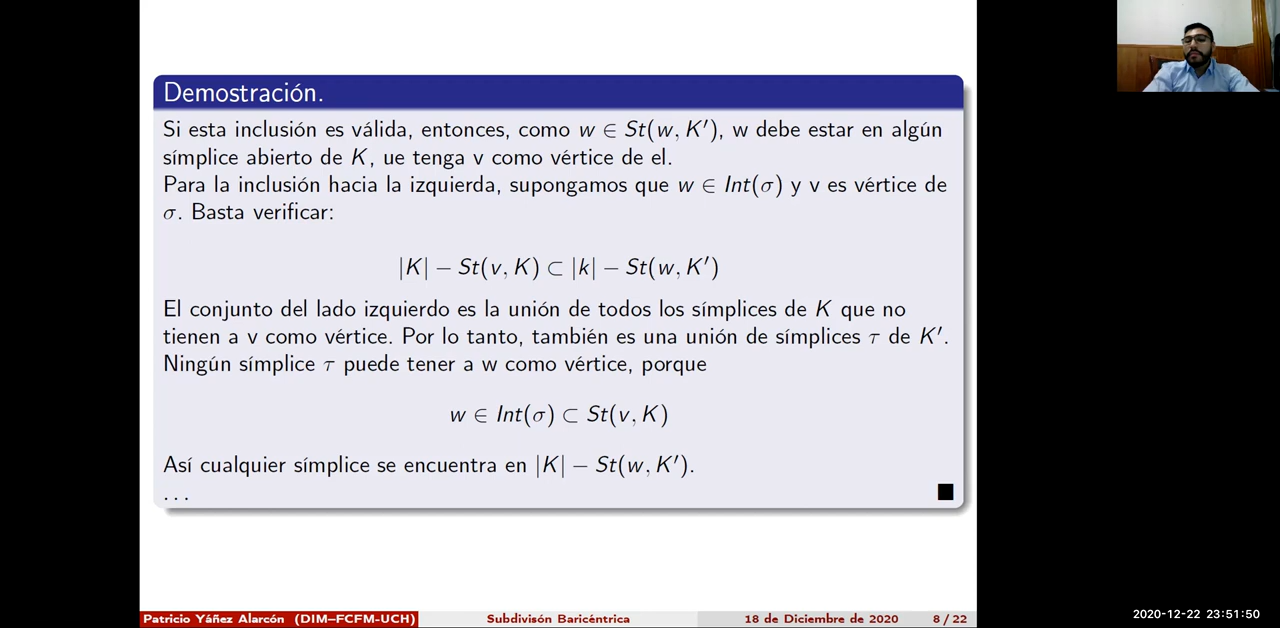 Demostración.
Si esta inclusión es válida, entonces, como w ∈ St(w, K′), w debe estar en algún
símplice abierto de K, ue tenga v como vértice de el.
Para la inclusión hacia la izquierda, supongamos que w ∈ Int(σ) y v es vértice de
σ. Basta verificar:
|K| − St(v, K) ⊂ |k| − St(w, K′)
El conjunto del lado izquierdo es la unión de todos los símplices de K que no
tienen a v como vértice. Por lo tanto, también es una unión de símplices τ de K′.
Ningún símplice τ puede tener a w como vértice, porque
w ∈ Int(σ) ⊂ St(v, K)
Así cualquier símplice se encuentra en |K| − St(w, K′).
. . .
Patricio Yáñez Alarcón (DIM–FCFM-UCH) Subdivisón Baricéntrica 18 de Diciembre de 2020 8 / 22
2020-12-22 23:51:50